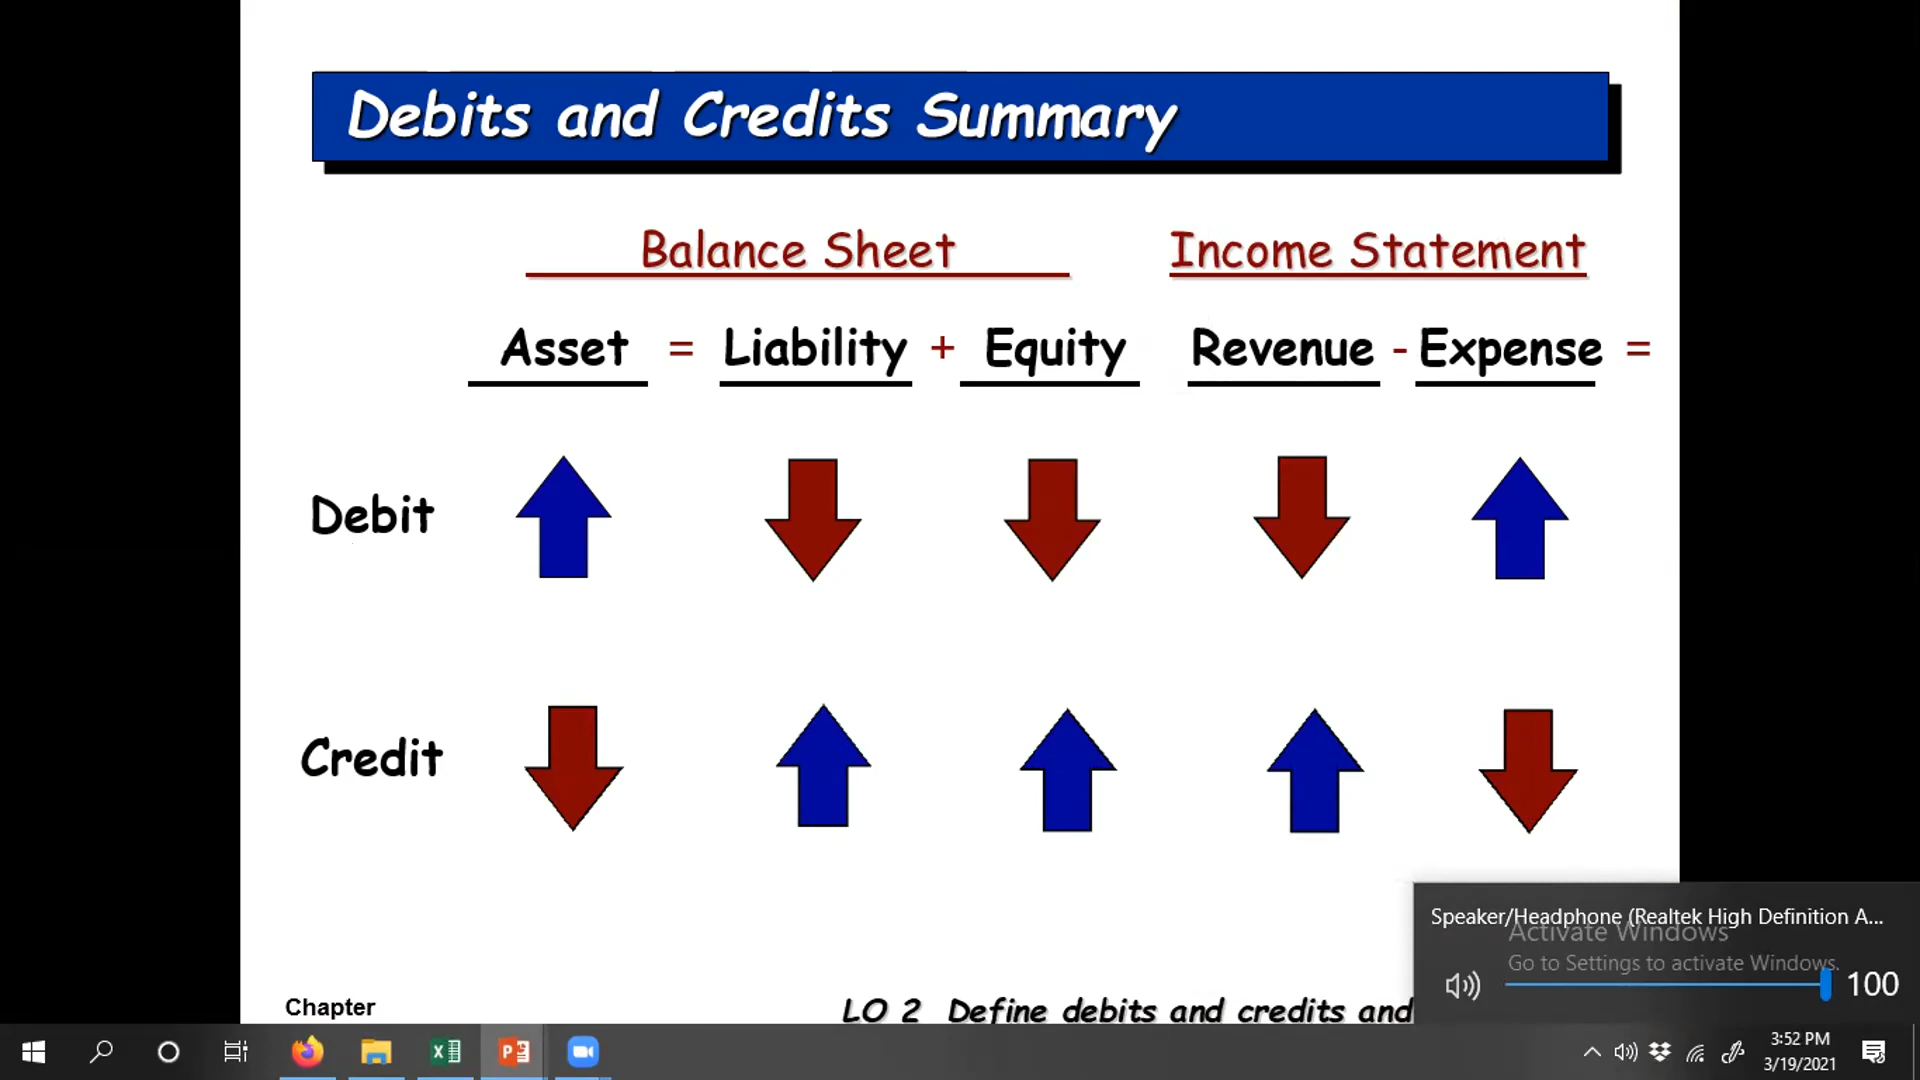 Debits and Credits Summary
Balance Sheet Income Statement
Asset = Liability + Equity Revenue - Expense =
Debit
Credit
Speaker/Headphone (Realtek High Definition A...
Activate Windows
Go to Settings to activate Windows.
100
Chapter
LO 2 Define debits and credits and
3:52 PM
3/19/2021